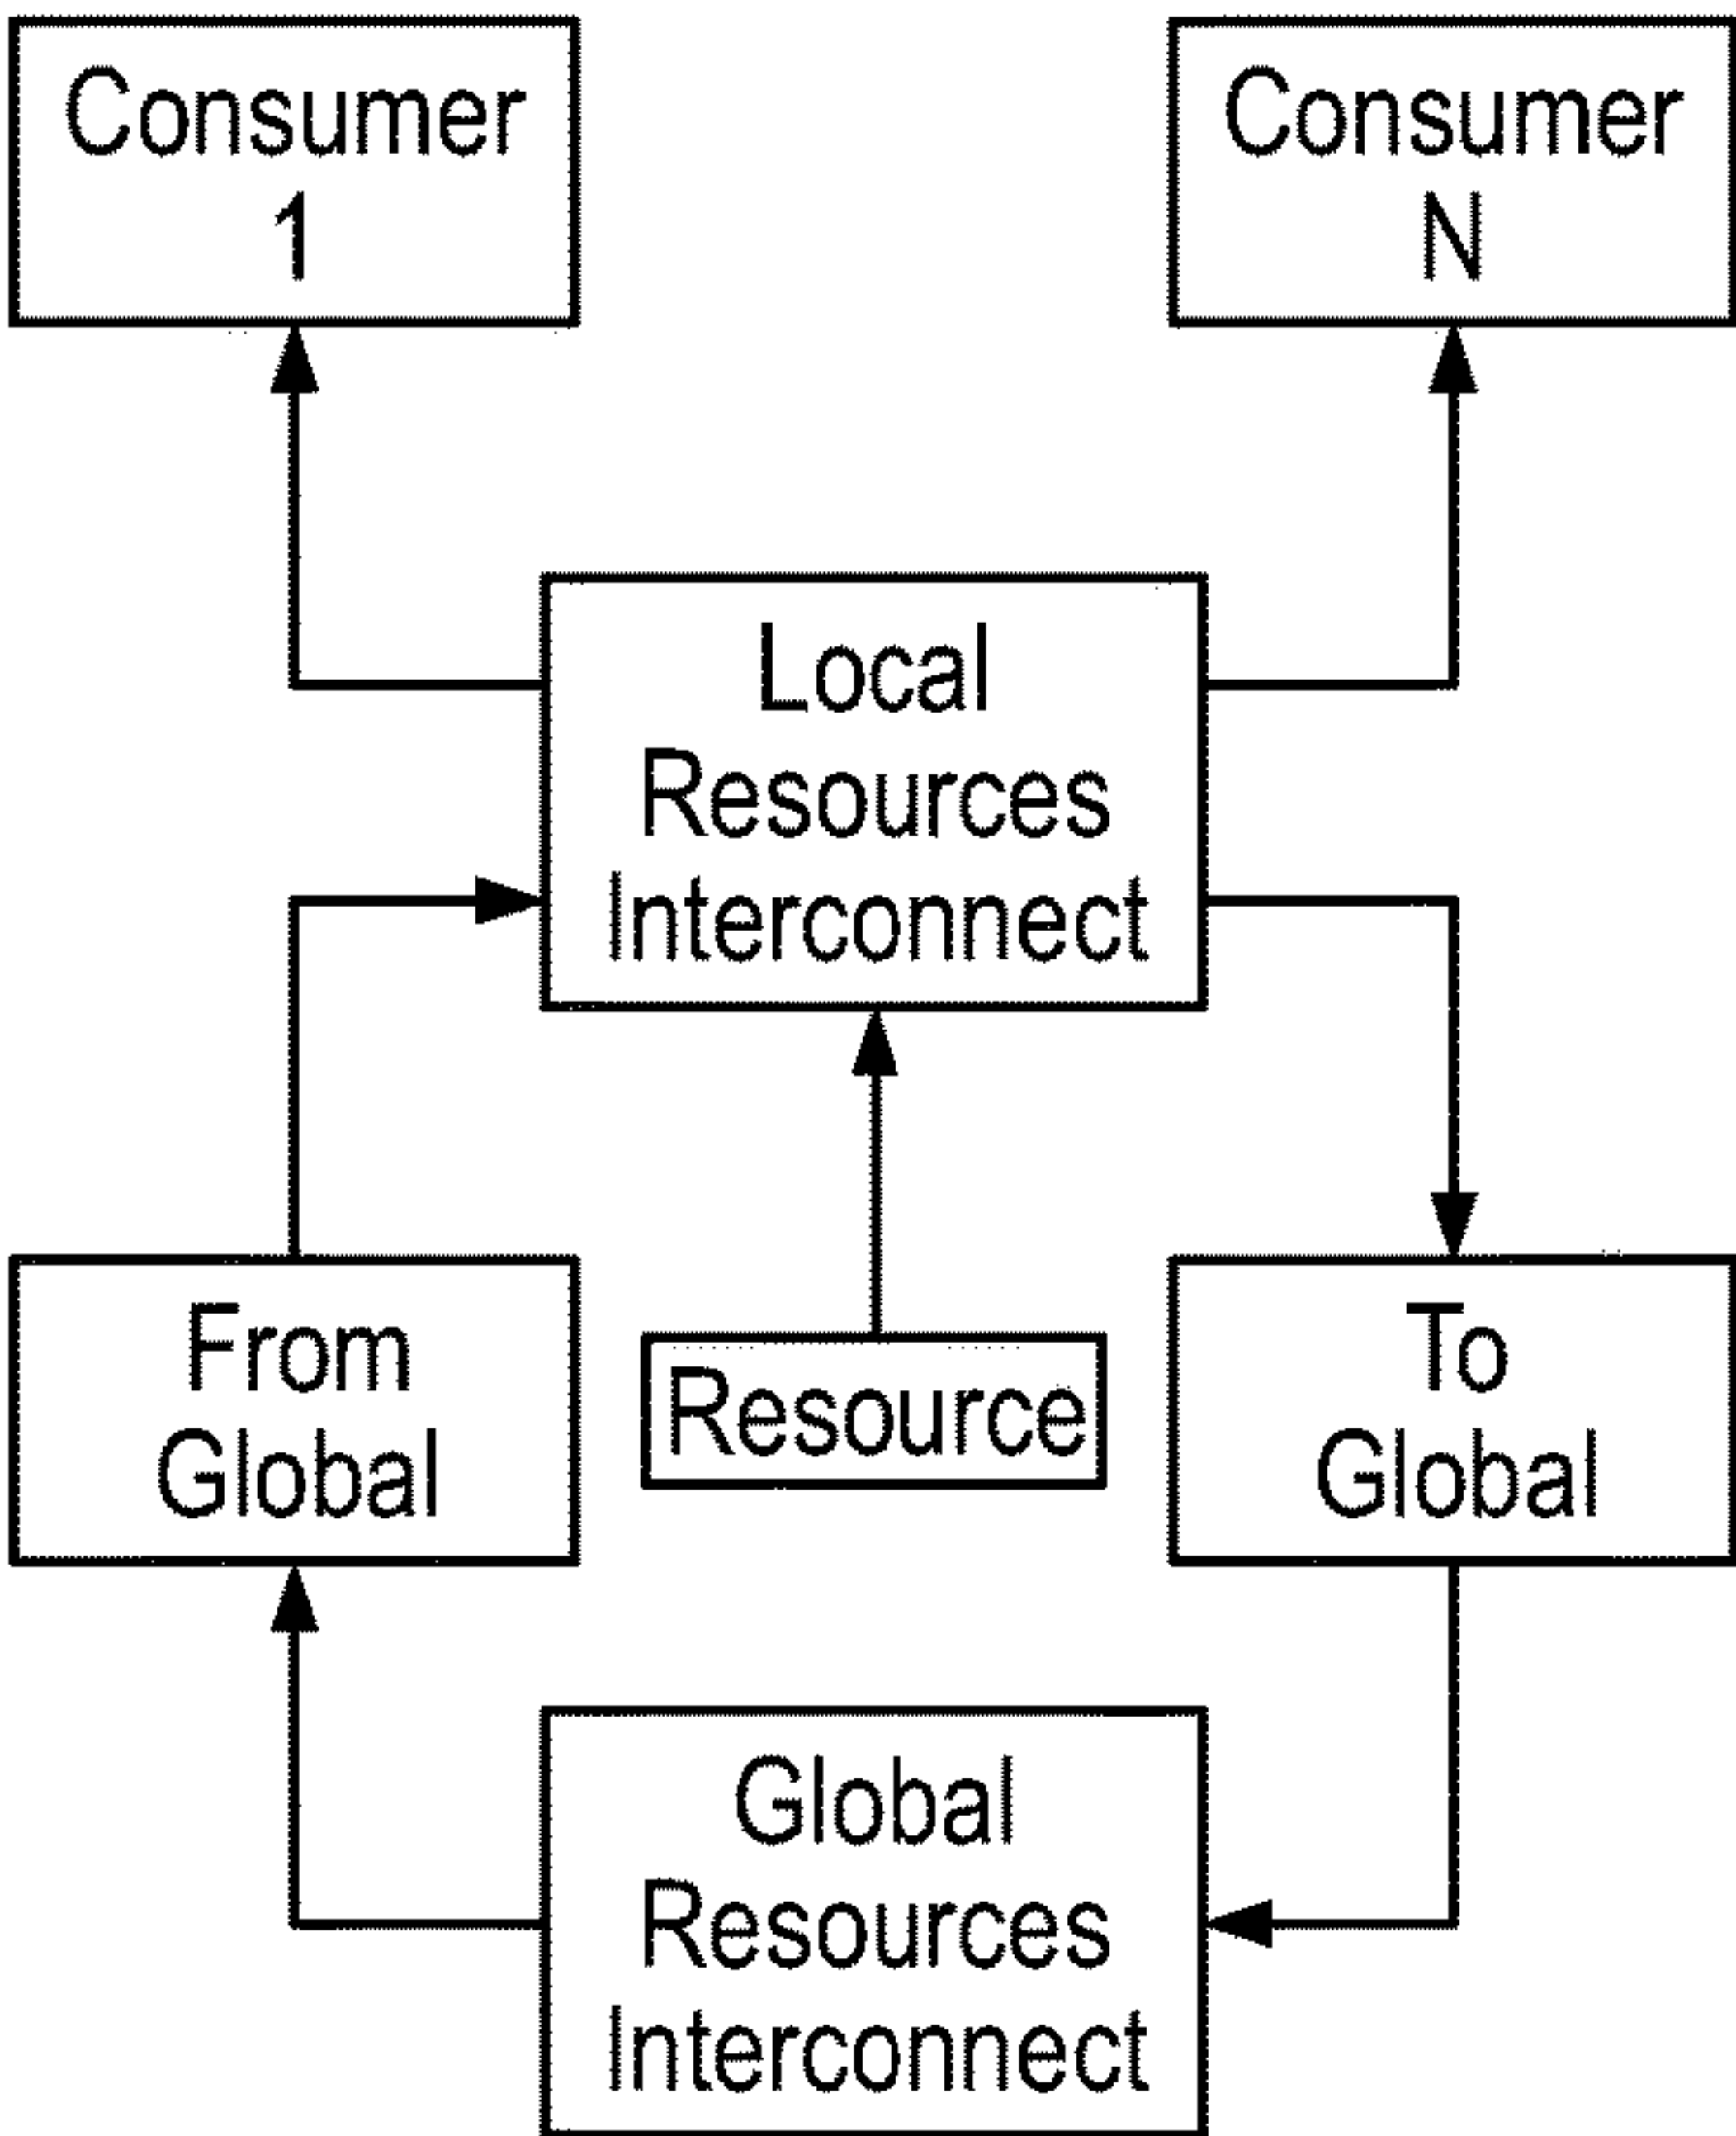 Consumer
1
Consumer
N
Local
Resources
Interconnect
From
Global
Resource
To
Global
Global
Resources
Interconnect